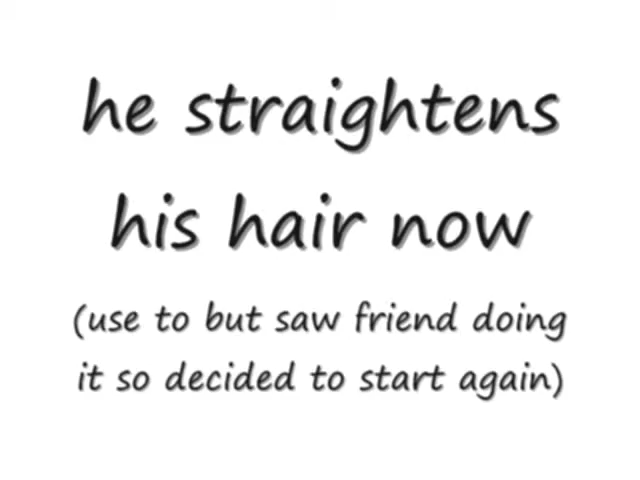 he straightens
his hair now
(use to but saw friend doing
it so decided to start again)